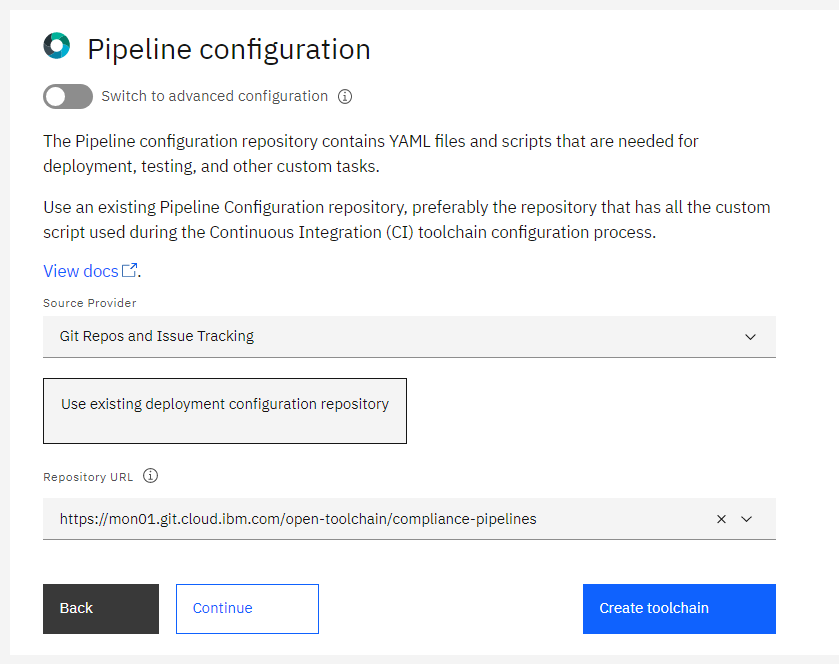 Pipeline configuration
Switch to advanced configuration
The Pipeline configuration repository contains YAML files and scripts that are needed for
deployment, testing, and other custom tasks.
Use an existing Pipeline Configuration repository, preferably the repository that has all the custom
script used during the Continuous Integration (CI) toolchain configuration process.
View docs.
Source Provider
Git Repos and Issue Tracking
Use existing deployment configuration repository
Repository URL
https://mon01.git.cloud.ibm.com/open-toolchain/compliance-pipelines
Back Continue Create toolchain